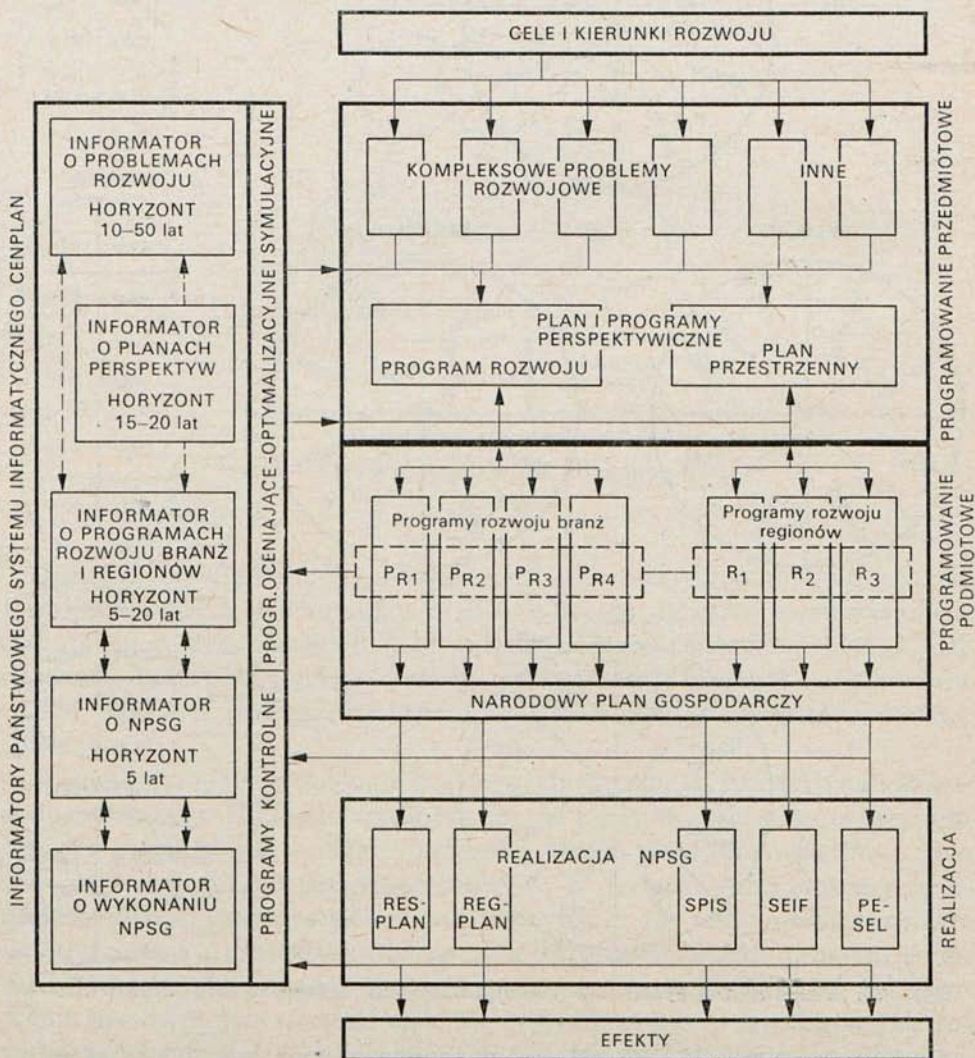 CELE I KIERUNKI ROZWOJU
INFORMATORY PAŃSTWOWEGO SYSTEMU INFORMATYCZNEGO CENPLAN
INFORMATOR
O PROBLEMACH
ROZWOJU
HORYZONT
10–50 lat
INFORMATOR
O PLANACH
PERSPEKTYW
HORYZONT
15–20 lat
INFORMATOR
O PROGRAMACH
ROZWOJU BRANŻ
I REGIONÓW
HORYZONT
5–20 lat
INFORMATOR
O NPSG
HORYZONT
5 lat
INFORMATOR
O WYKONANIU
NPSG
PROGR. OCENIAJĄCE-OPTYMALIZACYJNE I SYMULACYJNE
PROGRAMY KONTROLNE
KOMPLEKSOWE PROBLEMY
ROZWOJOWE
INNE
PLAN I PROGRAMY
PERSPEKTYWICZNE
PROGRAM ROZWOJU
PLAN
PRZESTRZENNY
PROGRAMOWANIE PRZEDMIOTOWE
Programy rozwoju branż
Programy rozwoju
regionów
PR1 PR2 PR3 PR4 R1 R2 R3
PROGRAMOWANIE
PODMIOTOWE
NARODOWY PLAN GOSPODARCZY
REALIZACJA NPSG
RES-
PLAN
REG-
PLAN
SPIS
SEIF
PE-
SEL
REALIZACJA
EFEKTY